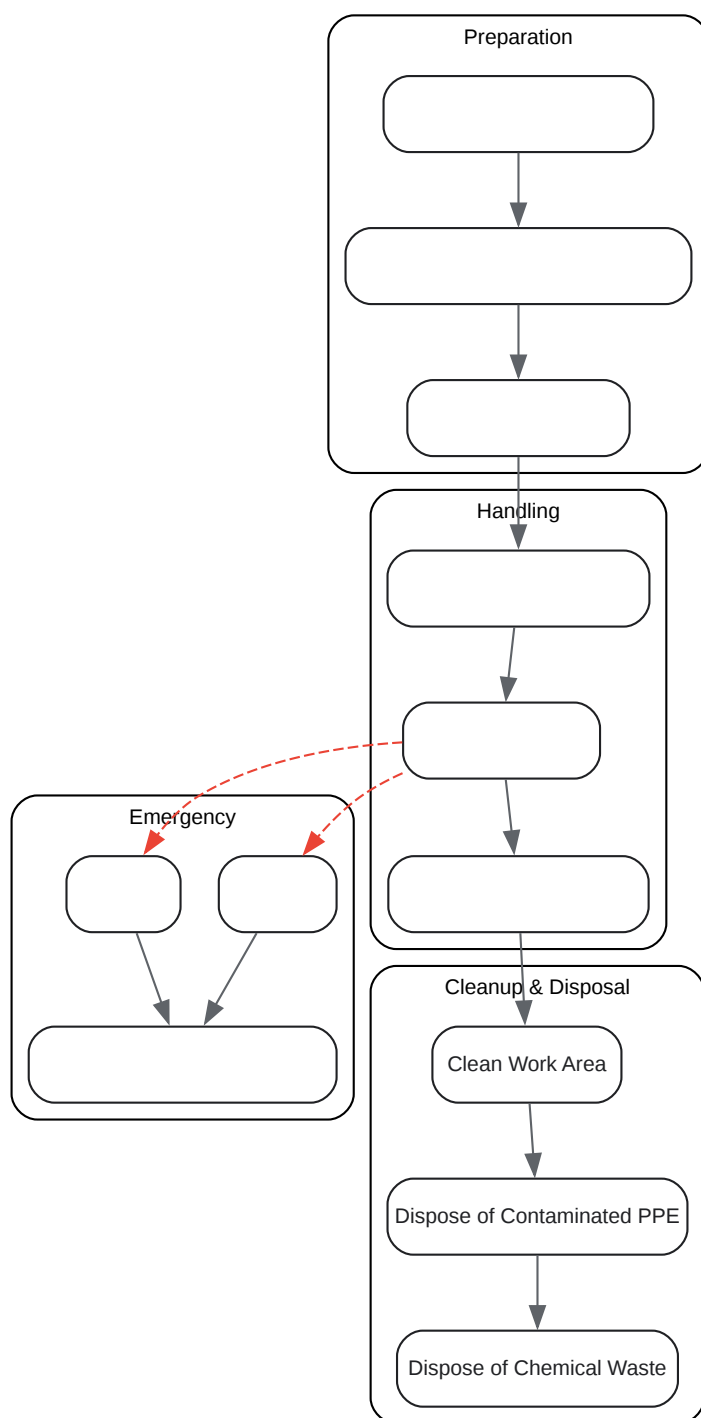 Preparation
Handling
Emergency
Cleanup & Disposal
Clean Work Area
Dispose of Contaminated PPE
Dispose of Chemical Waste